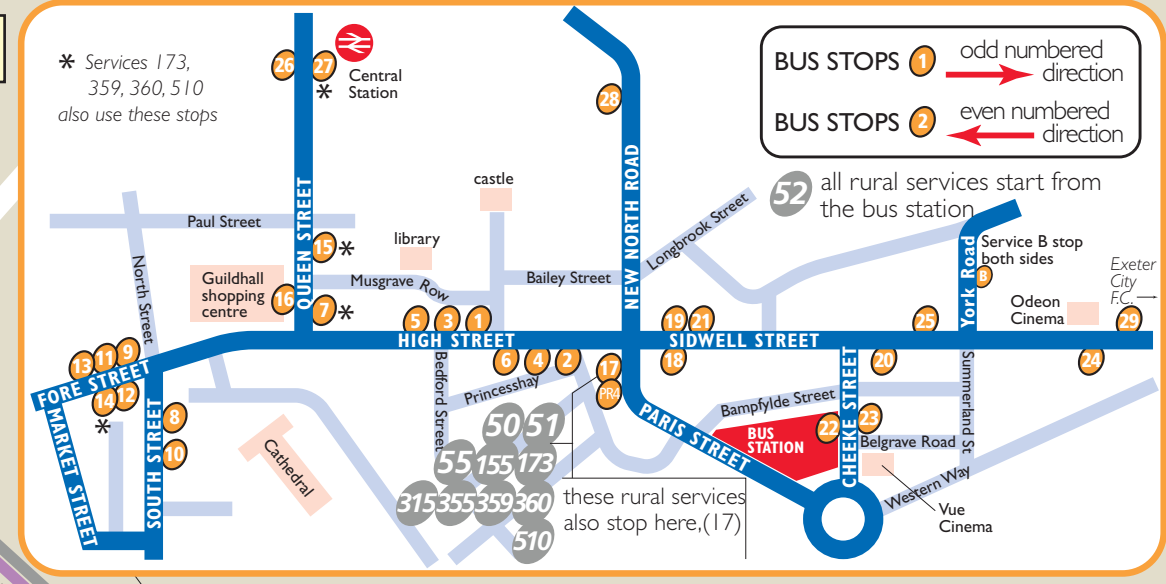 * Services 173,
359, 360, 510
also use these stops
26
27
*
Central
Station
28
BUS STOPS 1 odd numbered
direction
BUS STOPS 2 even numbered
direction
52 all rural services start from
the bus station
castle
library
Paul Street
North Street
QUEEN STREET
15 *
Guildhall
shopping
centre
16
7 *
Musgrave Row
Bailey Street
NEW NORTH ROAD
Longbrook Street
York Road
Service B stop
both sides
B
Exeter
City
F.C.
Odeon
Cinema
29
5
3
1
19
21
25
HIGH STREET
SIDWELL STREET
13
11
9
FORE STREET
14
12
*
6
4
2
17
PR4
18
20
24
Bedford Street
Princesshay
8
10
MARKET STREET
SOUTH STREET
Cathedral
PARIS STREET
Bampfylde Street
BUS
STATION
22
23
CHEEKE STREET
Belgrave Road
Summerland St
Western Way
Vue
Cinema
50 51
55 155 173
315 355 359 360
510
these rural services
also stop here,(17)